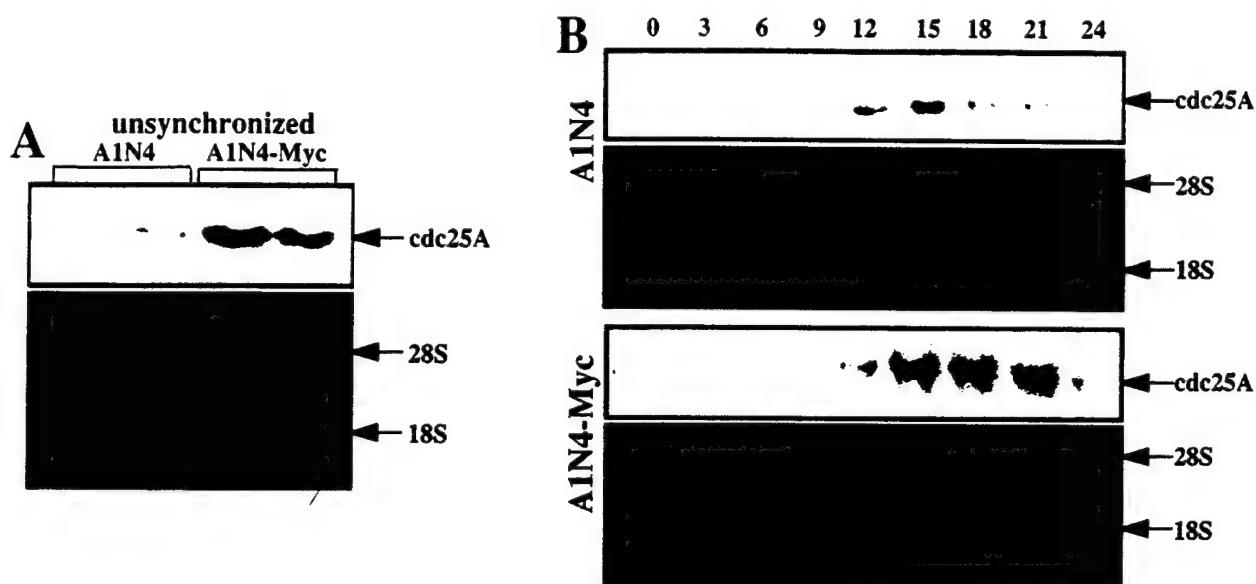 A
unsynchronized
A1N4 A1N4-Myc
cdc25A
28S
18S
B
0 3 6 9 12 15 18 21 24
A1N4
cdc25A
28S
18S
A1N4-Myc
cdc25A
28S
18S